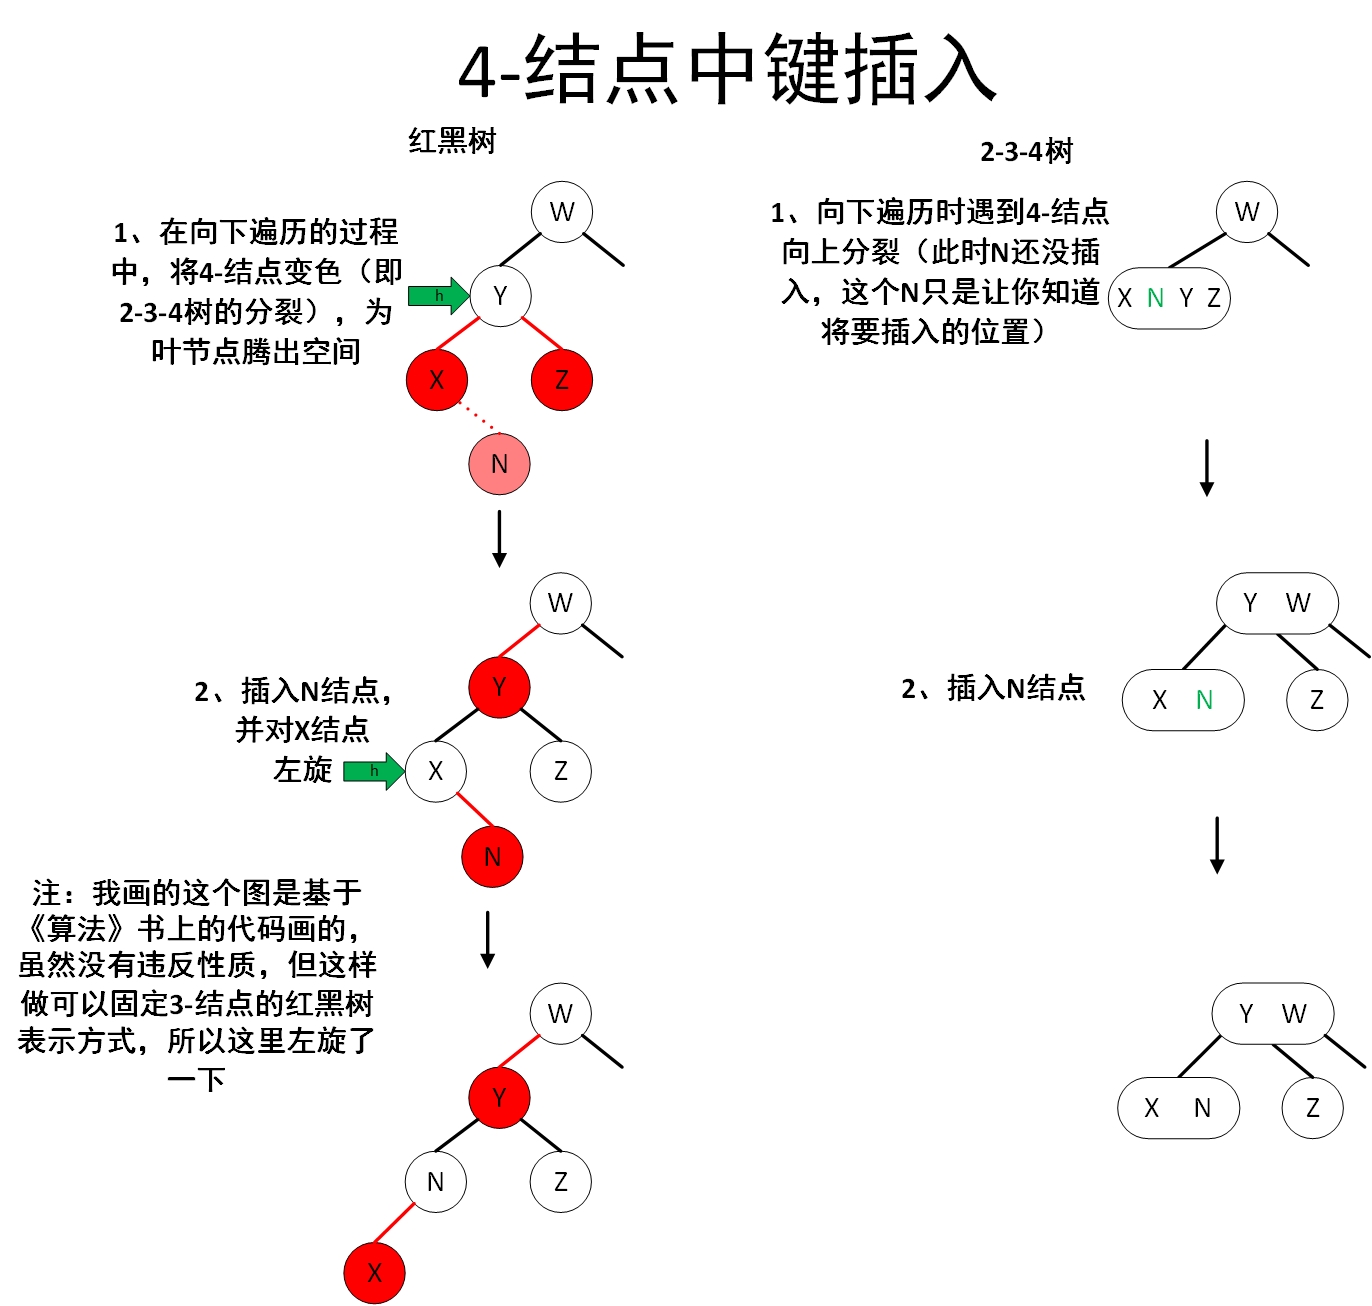 4-结点中键插入
红黑树
2-3-4树
1、在向下遍历的过程
中，将4-结点变色（即
2-3-4树的分裂），为
叶节点腾出空间
W
h
Y
X
Z
N
1、向下遍历时遇到4-结点
向上分裂（此时N还没插
入，这个N只是让你知道
将要插入的位置）
W
X N Y Z
2、插入N结点，
并对X结点
左旋
W
Y
h
X
Z
N
2、插入N结点
Y W
X N
Z
注：我画的这个图是基于
《算法》书上的代码画的，
虽然没有违反性质，但这样
做可以固定3-结点的红黑树
表示方式，所以这里左旋了
一下
W
Y
N
Z
X
Y W
X N
Z